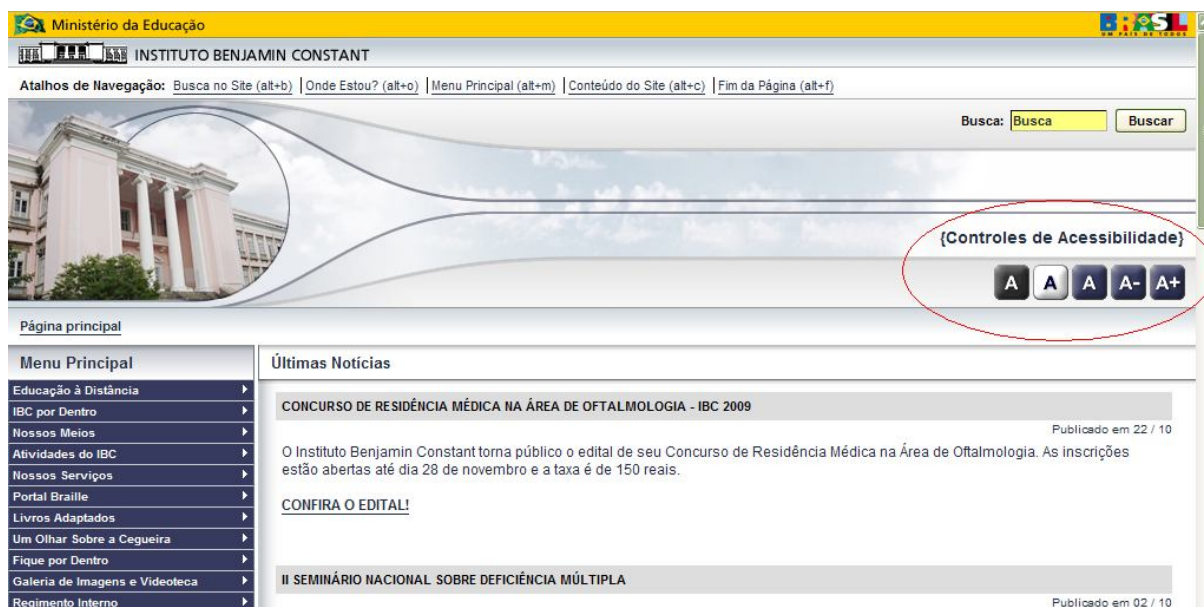 Ministério da Educação
BRASIL
UM PAÍS DE TODOS
INSTITUTO BENJAMIN CONSTANT
Atalhos de Navegação: Busca no Site (alt+b) | Onde Estou? (alt+o) | Menu Principal (alt+m) | Conteúdo do Site (alt+c) | Fim da Página (alt+f)
Busca: Busca Buscar
{Controles de Acessibilidade}
A A A A- A+
Página principal
Menu Principal
Educação à Distância
IBC por Dentro
Nossos Meios
Atividades do IBC
Nossos Serviços
Portal Braille
Livros Adaptados
Um Olhar Sobre a Cegueira
Fique por Dentro
Galeria de Imagens e Videoteca
Regimento Interno
Últimas Notícias
CONCURSO DE RESIDÊNCIA MÉDICA NA ÁREA DE OFTALMOLOGIA - IBC 2009
Publicado em 22 / 10
O Instituto Benjamin Constant torna público o edital de seu Concurso de Residência Médica na Área de Oftalmologia. As inscrições
estão abertas até dia 28 de novembro e a taxa é de 150 reais.
CONFIRA O EDITAL!
II SEMINÁRIO NACIONAL SOBRE DEFICIÊNCIA MÚLTIPLA
Publicado em 02 / 10